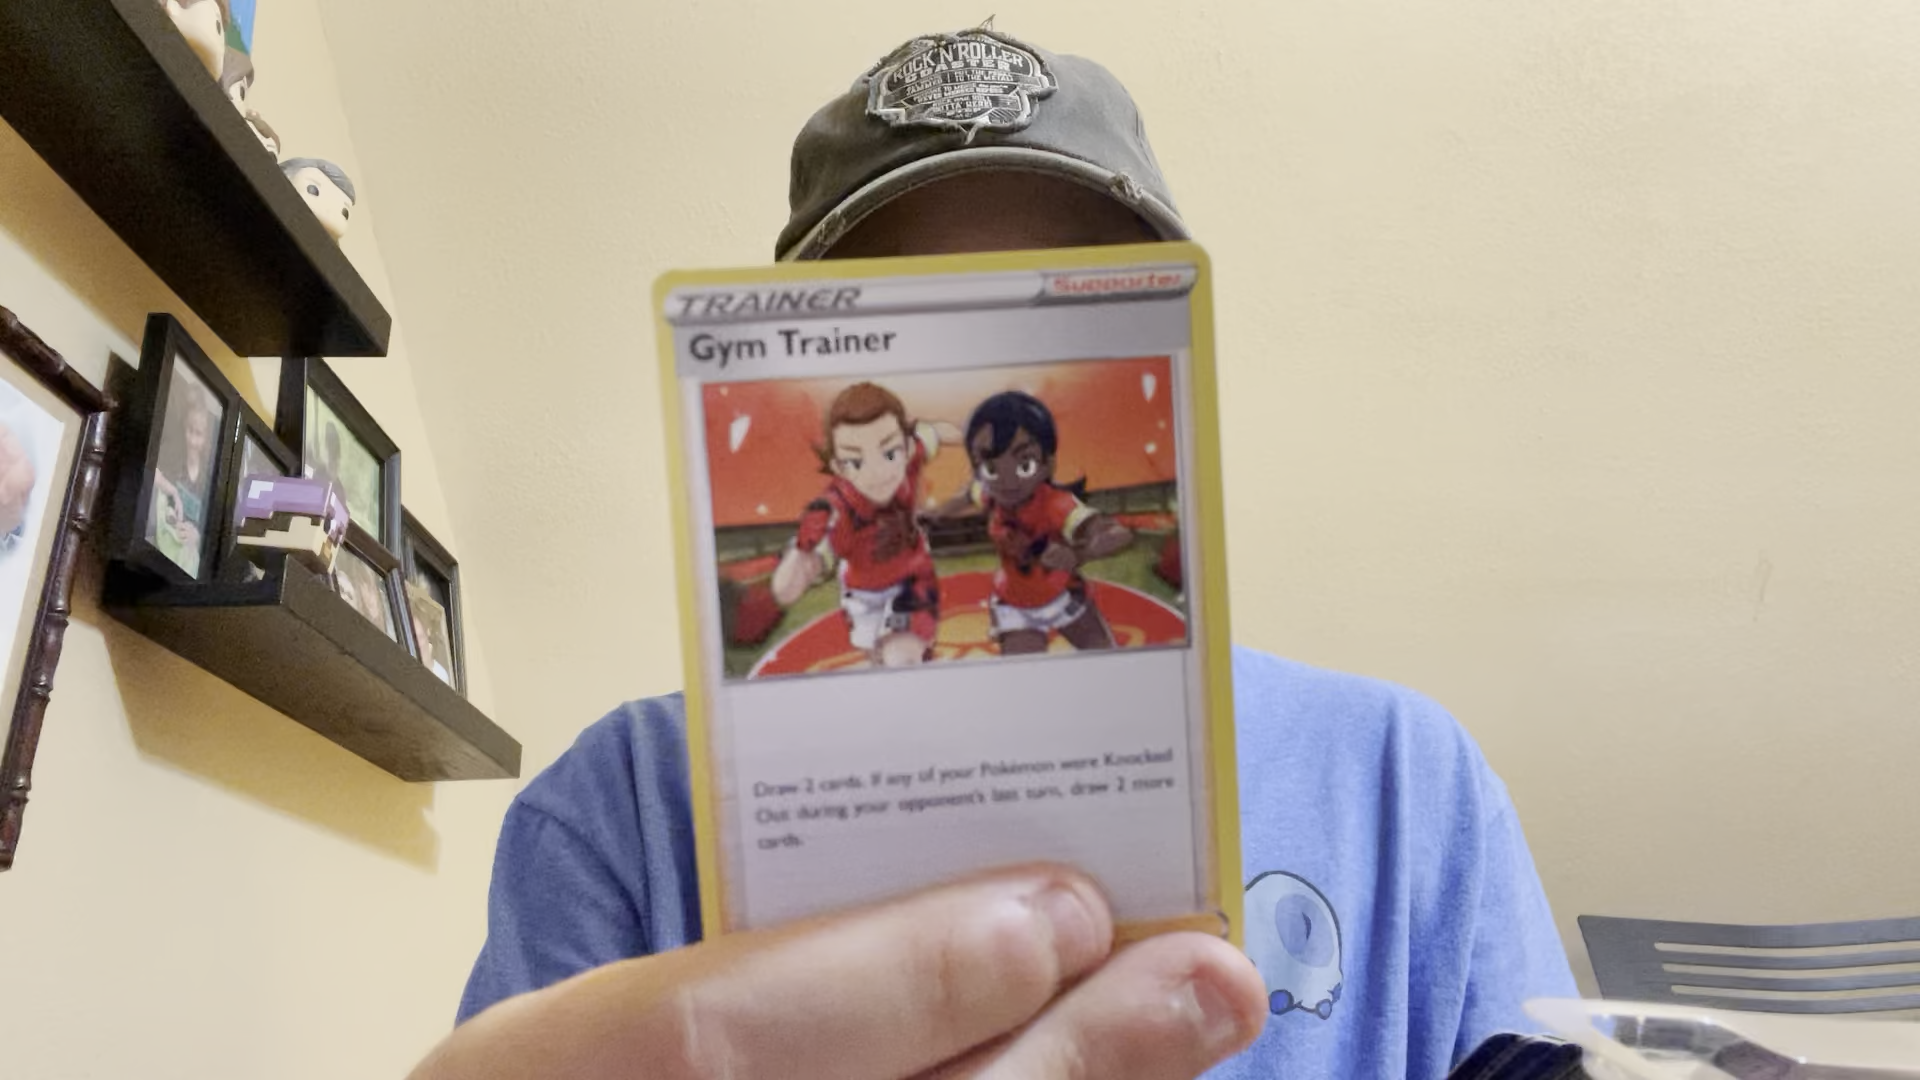 ROCK'N'ROLLER
COASTER
TRAINER
Supporter
Gym Trainer
Draw 2 cards. If any of your Pokémon were Knocked
Out during your opponent's last turn, draw 2 more
cards.